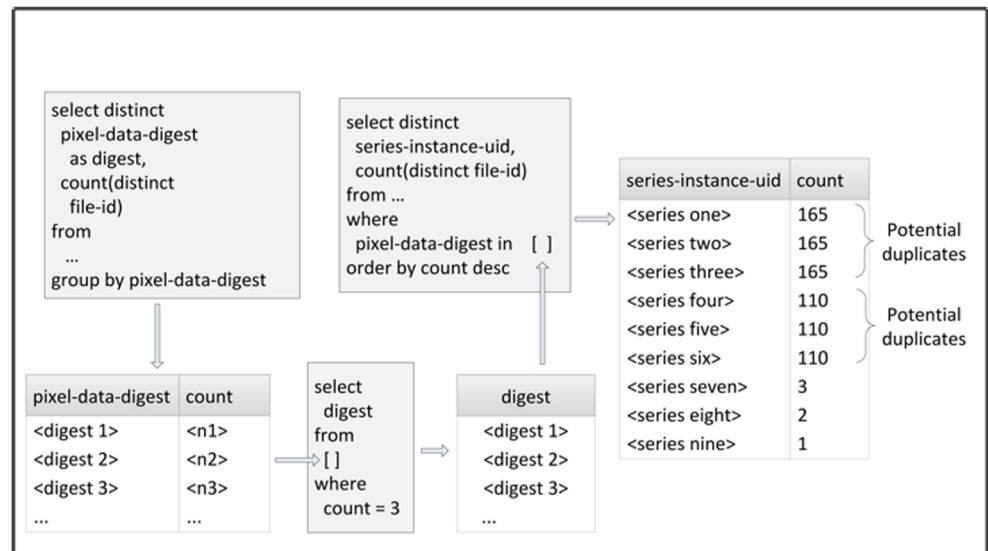 select distinct
pixel-data-digest
as digest,
count(distinct
file-id)
from
...
group by pixel-data-digest
pixel-data-digest count
<digest 1> <n1>
<digest 2> <n2>
<digest 3> <n3>
... ...
select
digest
from
[ ]
where
count = 3
digest
<digest 1>
<digest 2>
<digest 3>
...
select distinct
series-instance-uid,
count(distinct file-id)
from ...
where
pixel-data-digest in [ ]
order by count desc
series-instance-uid count
<series one> 165
<series two> 165
<series three> 165
<series four> 110
<series five> 110
<series six> 110
<series seven> 3
<series eight> 2
<series nine> 1
Potential
duplicates
Potential
duplicates